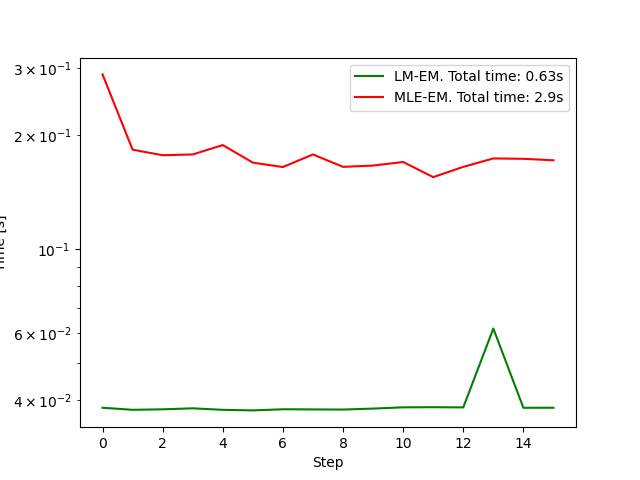 LM-EM. Total time: 0.63s
MLE-EM. Total time: 2.9s
3 × 10⁻¹
2 × 10⁻¹
10⁻¹
6 × 10⁻²
4 × 10⁻²
[s]
0 2 4 6 8 10 12 14
Step